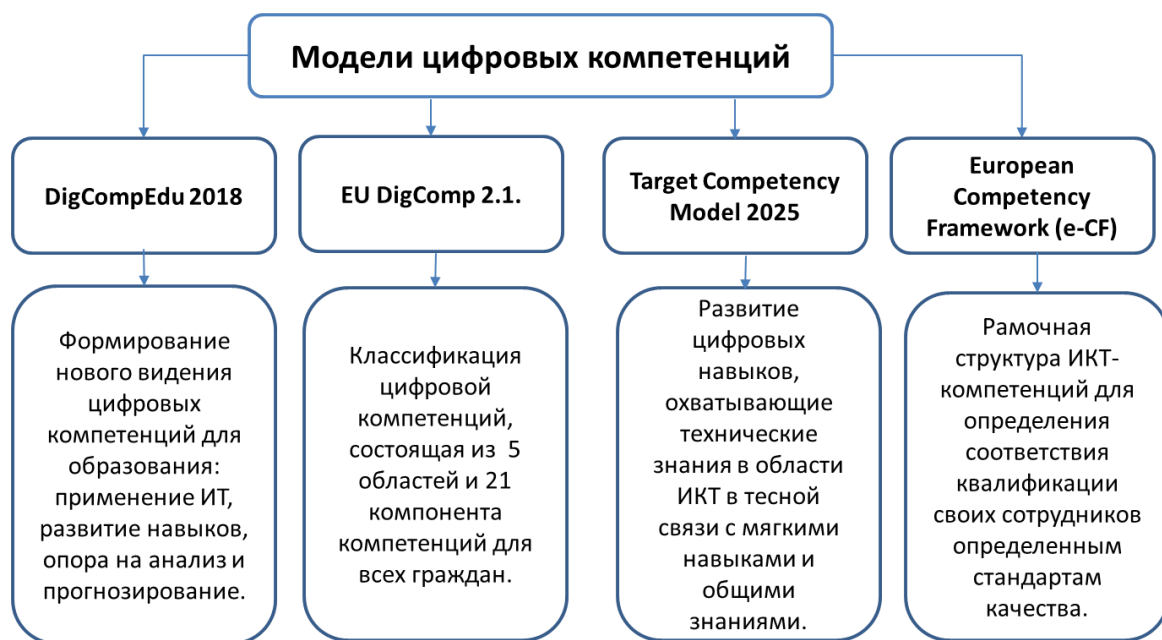 Модели цифровых компетенций
DigCompEdu 2018
Формирование
нового видения
цифровых
компетенций для
образования:
применение ИТ,
развитие навыков,
опора на анализ и
прогнозирование.
EU DigComp 2.1.
Классификация
цифровой
компетенций,
состоящая из 5
областей и 21
компонента
компетенций для
всех граждан.
Target Competency
Model 2025
Развитие
цифровых
навыков,
охватывающие
технические
знания в области
ИКТ в тесной
связи с мягкими
навыками и
общими
знаниями.
European
Competency
Framework (e-CF)
Рамочная
структура ИКТ-
компетенций для
определения
соответствия
квалификации
своих сотрудников
определенным
стандартам
качества.